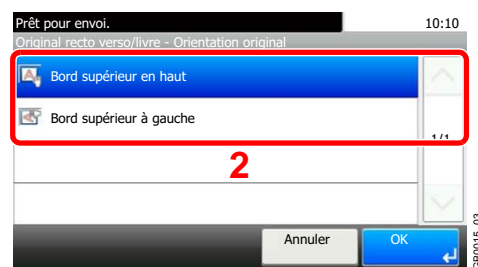 Prêt pour envoi. 10:10
Original recto verso/livre - Orientation original
Bord supérieur en haut
Bord supérieur à gauche
1/1
2
Annuler OK
GB0015_03